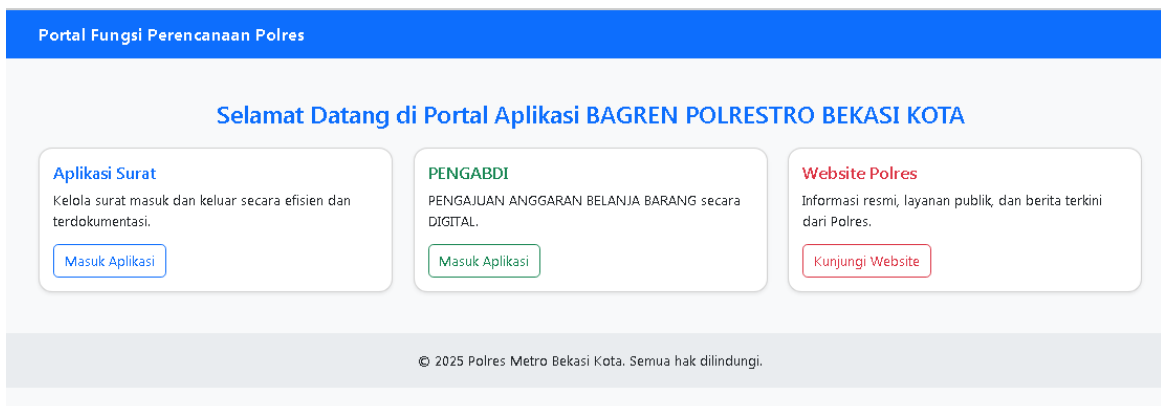 Portal Fungsi Perencanaan Polres
Selamat Datang di Portal Aplikasi BAGREN POLRESTRO BEKASI KOTA
Aplikasi Surat
Kelola surat masuk dan keluar secara efisien dan
terdokumentasi.
Masuk Aplikasi
PENGABDI
PENGAJUAN ANGGARAN BELANJA BARANG secara
DIGITAL.
Masuk Aplikasi
Website Polres
Informasi resmi, layanan publik, dan berita terkini
dari Polres.
Kunjungi Website
© 2025 Polres Metro Bekasi Kota. Semua hak dilindungi.